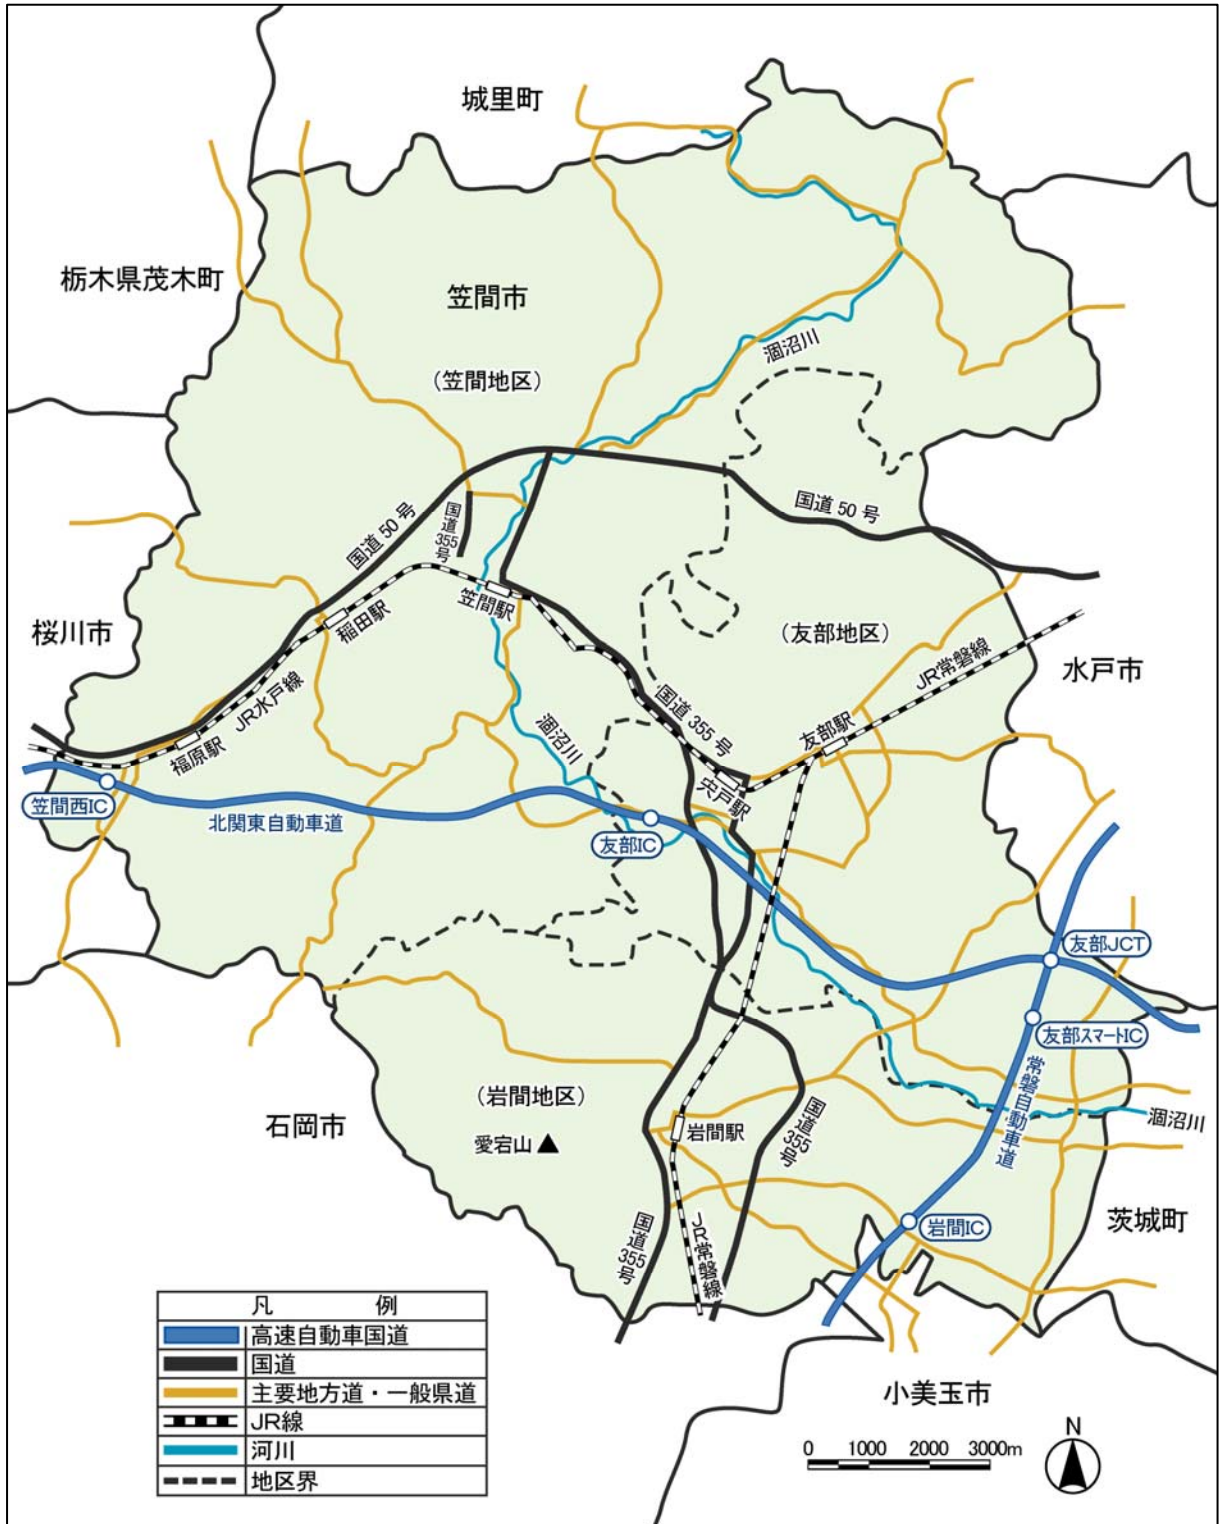 城里町
栃木県茂木町
笠間市
(笠間地区)
涸沼川
国道 50 号
国道 50 号
国道355号
笠間駅
稲田駅
桜川市
JR水戸線
福原駅
(友部地区)
JR常磐線
水戸市
国道 355 号
友部駅
涸沼川
宍戸駅
笠間西IC
北関東自動車道
友部IC
友部JCT
友部スマートIC
常磐自動車道
(岩間地区)
石岡市
愛宕山
岩間駅
国道355号
涸沼川
茨城町
岩間IC
国道355号
JR常磐線
小美玉市
凡 例
高速自動車国道
国道
主要地方道・一般県道
JR線
河川
地区界
0 1000 2000 3000m
N